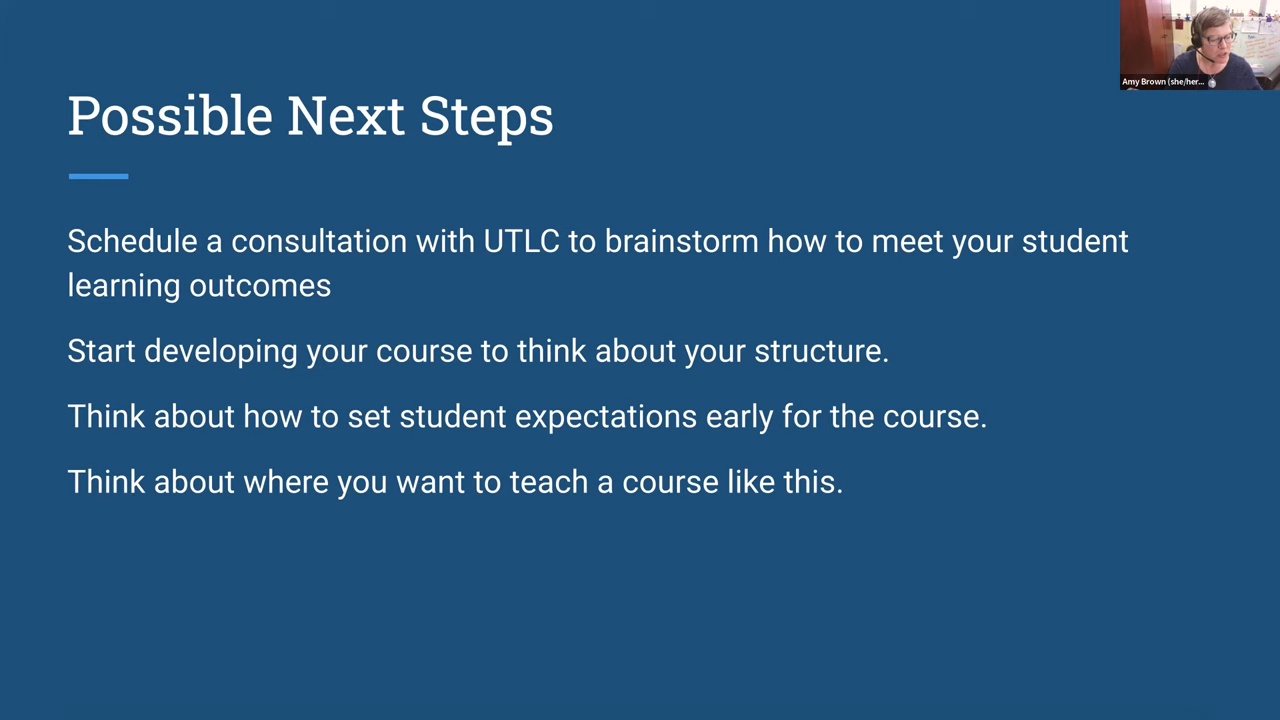 Amy Brown (she/her...
Possible Next Steps
Schedule a consultation with UTLC to brainstorm how to meet your student
learning outcomes
Start developing your course to think about your structure.
Think about how to set student expectations early for the course.
Think about where you want to teach a course like this.